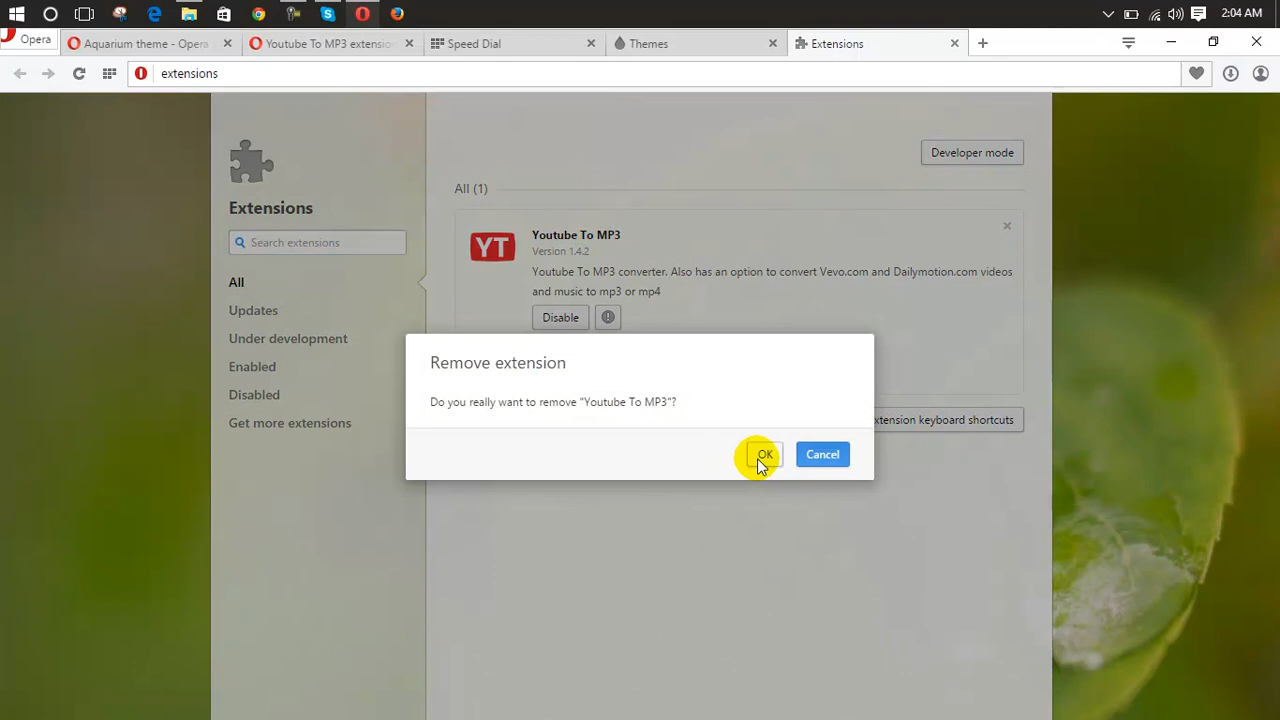 2:04 AM
Opera
Aquarium theme - Opera
Youtube To MP3 extension
Speed Dial
Themes
Extensions
extensions
Developer mode
All (1)
Extensions
Search extensions
All
Updates
Under development
Enabled
Disabled
Get more extensions
YT
Youtube To MP3
Version 1.4.2
Youtube To MP3 converter. Also has an option to convert Vevo.com and Dailymotion.com videos
and music to mp3 or mp4
Disable
Remove extension
Do you really want to remove "Youtube To MP3"?
OK
Cancel
extension keyboard shortcuts